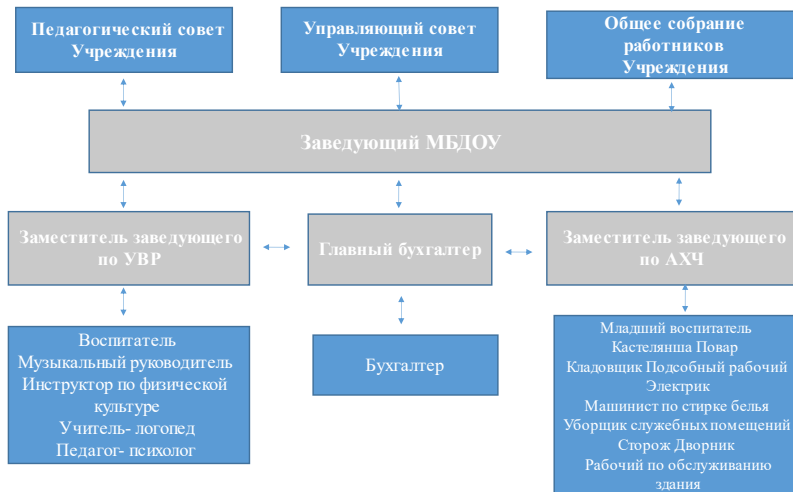 Педагогический совет
Учреждения
Управляющий совет
Учреждения
Общее собрание
работников
Учреждения
Заведующий МБДОУ
Заместитель заведующего
по УВР
Главный бухгалтер
Заместитель заведующего
по АХЧ
Воспитатель
Музыкальный руководитель
Инструктор по физической
культуре
Учитель- логопед
Педагог- психолог
Бухгалтер
Младший воспитатель
Кастелянша Повар
Кладовщик Подсобный рабочий
Электрик
Машинист по стирке белья
Уборщик служебных помещений
Сторож Дворник
Рабочий по обслуживанию
здания